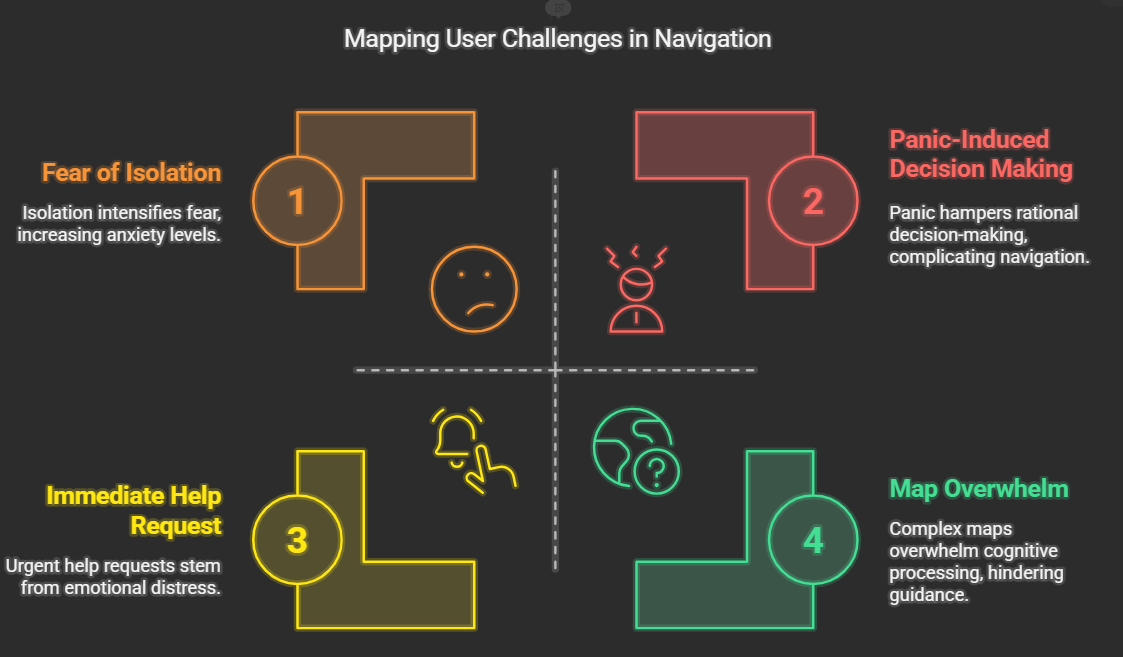 Mapping User Challenges in Navigation
1
Fear of Isolation
Isolation intensifies fear,
increasing anxiety levels.
2
Panic-Induced
Decision Making
Panic hampers rational
decision-making,
complicating navigation.
3
Immediate Help
Request
Urgent help requests stem
from emotional distress.
4
Map Overwhelm
Complex maps
overwhelm cognitive
processing, hindering
guidance.
?